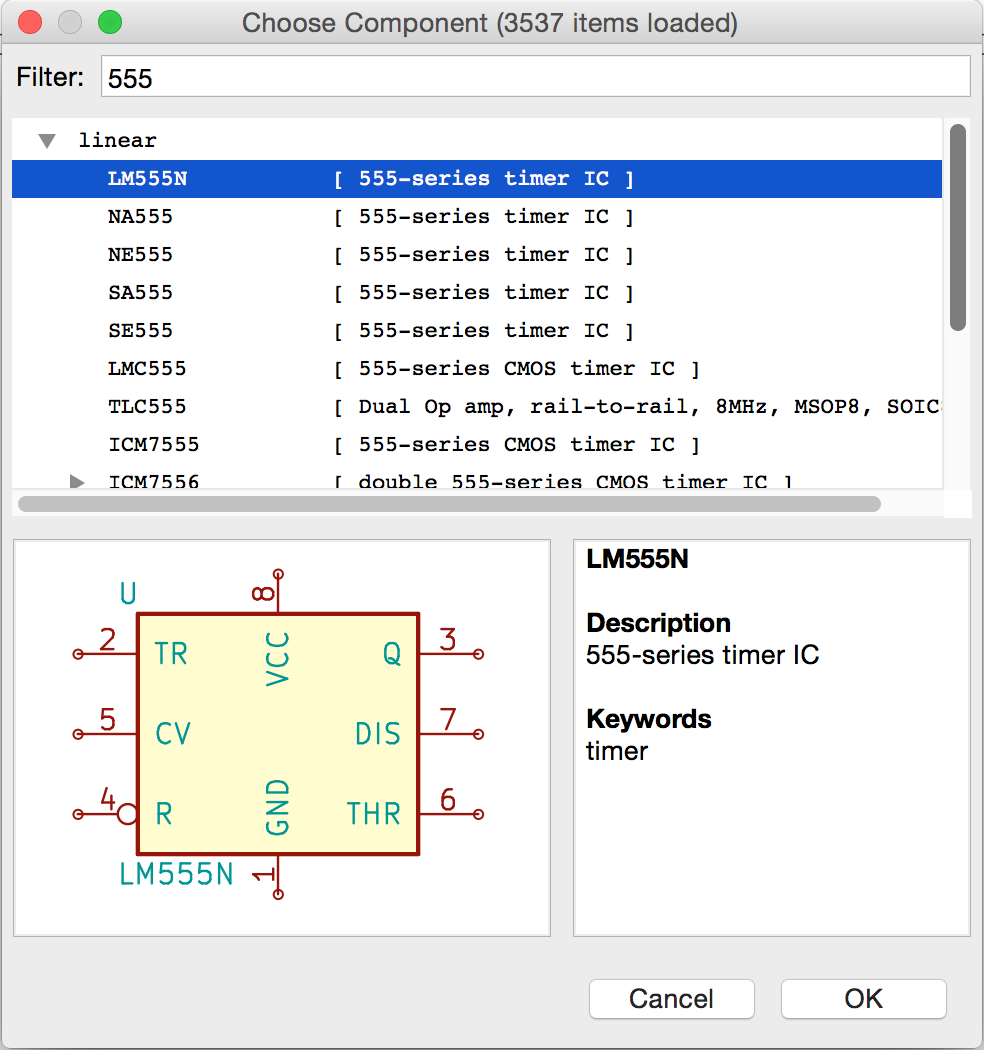 Choose Component (3537 items loaded)
Filter: 555
linear
LM555N [ 555-series timer IC ]
NA555 [ 555-series timer IC ]
NE555 [ 555-series timer IC ]
SA555 [ 555-series timer IC ]
SE555 [ 555-series timer IC ]
LMC555 [ 555-series CMOS timer IC ]
TLC555 [ Dual Op amp, rail-to-rail, 8MHz, MSOP8, SOIC
ICM7555 [ 555-series CMOS timer IC ]
ICM7556 [ double 555-series CMOS timer IC ]
U
8
2 TR VCC Q 3
5 CV DIS 7
4 R GND THR 6
LM555N 1
LM555N
Description
555-series timer IC
Keywords
timer
Cancel OK